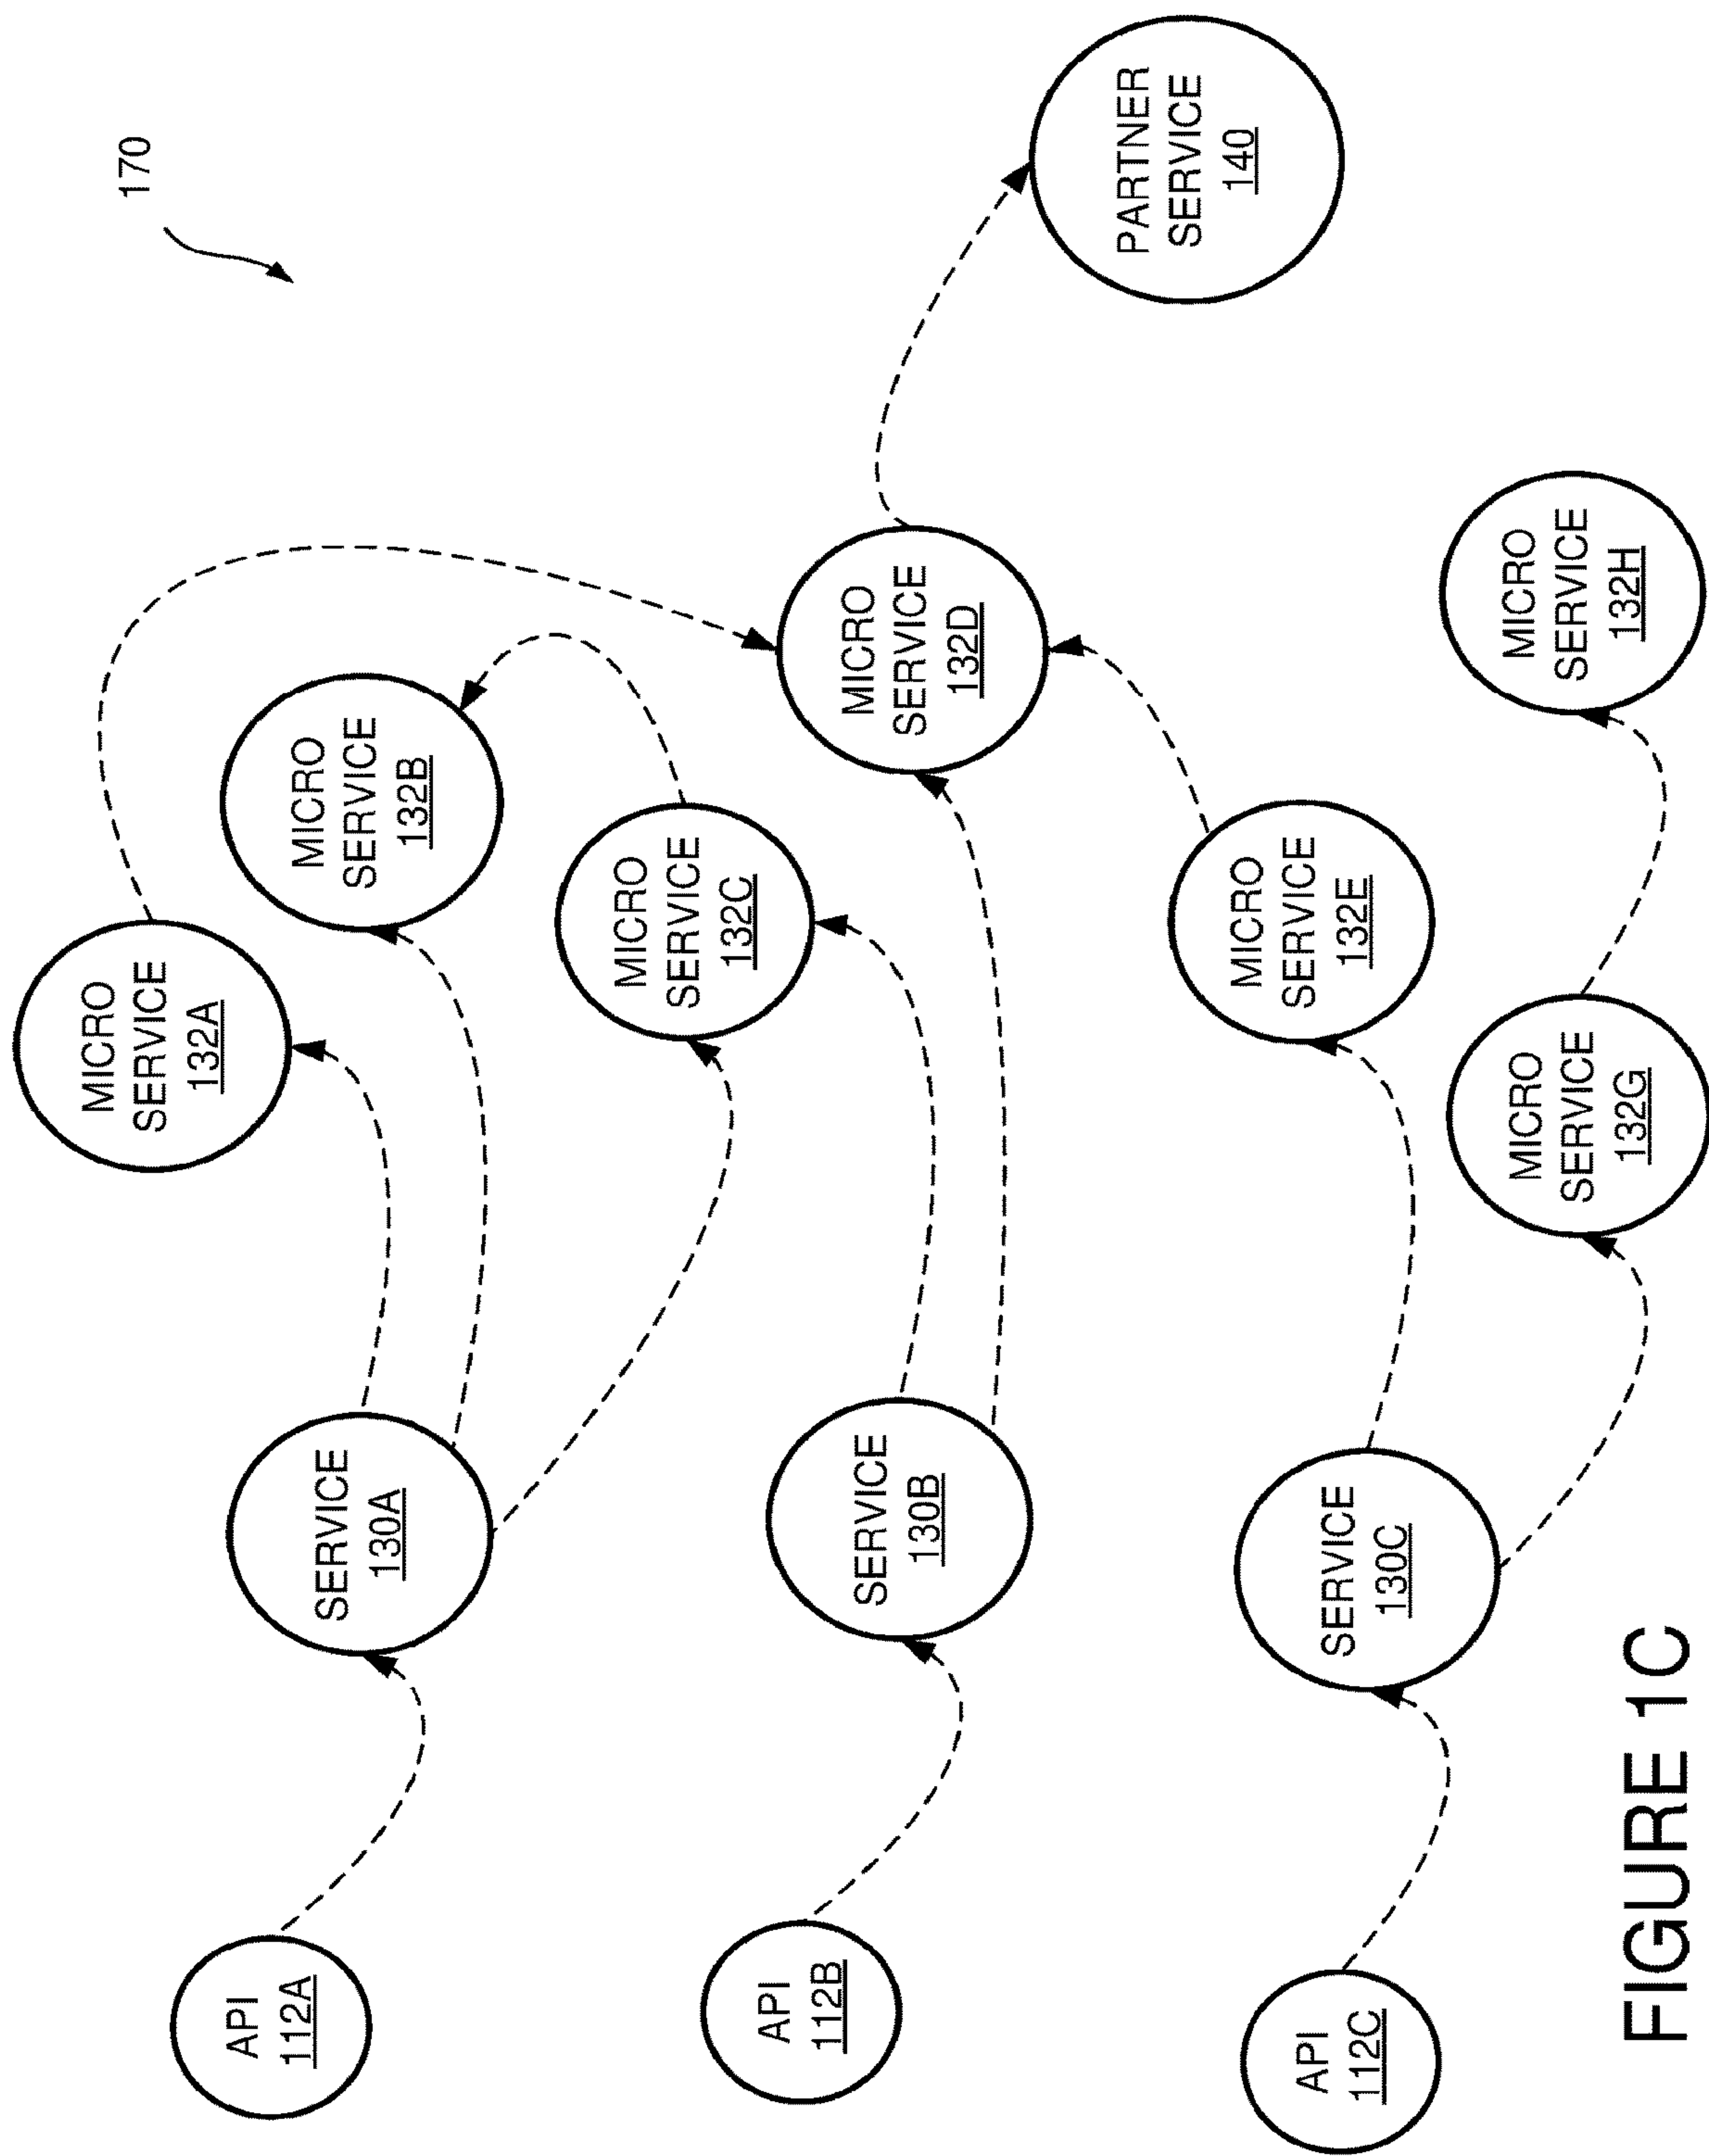 170
API
112A
SERVICE
130A
MICRO
SERVICE
132A
MICRO
SERVICE
132B
MICRO
SERVICE
132C
API
112B
SERVICE
130B
MICRO
SERVICE
132D
PARTNER
SERVICE
140
API
112C
SERVICE
130C
MICRO
SERVICE
132E
MICRO
SERVICE
132G
MICRO
SERVICE
132H
FIGURE 1C